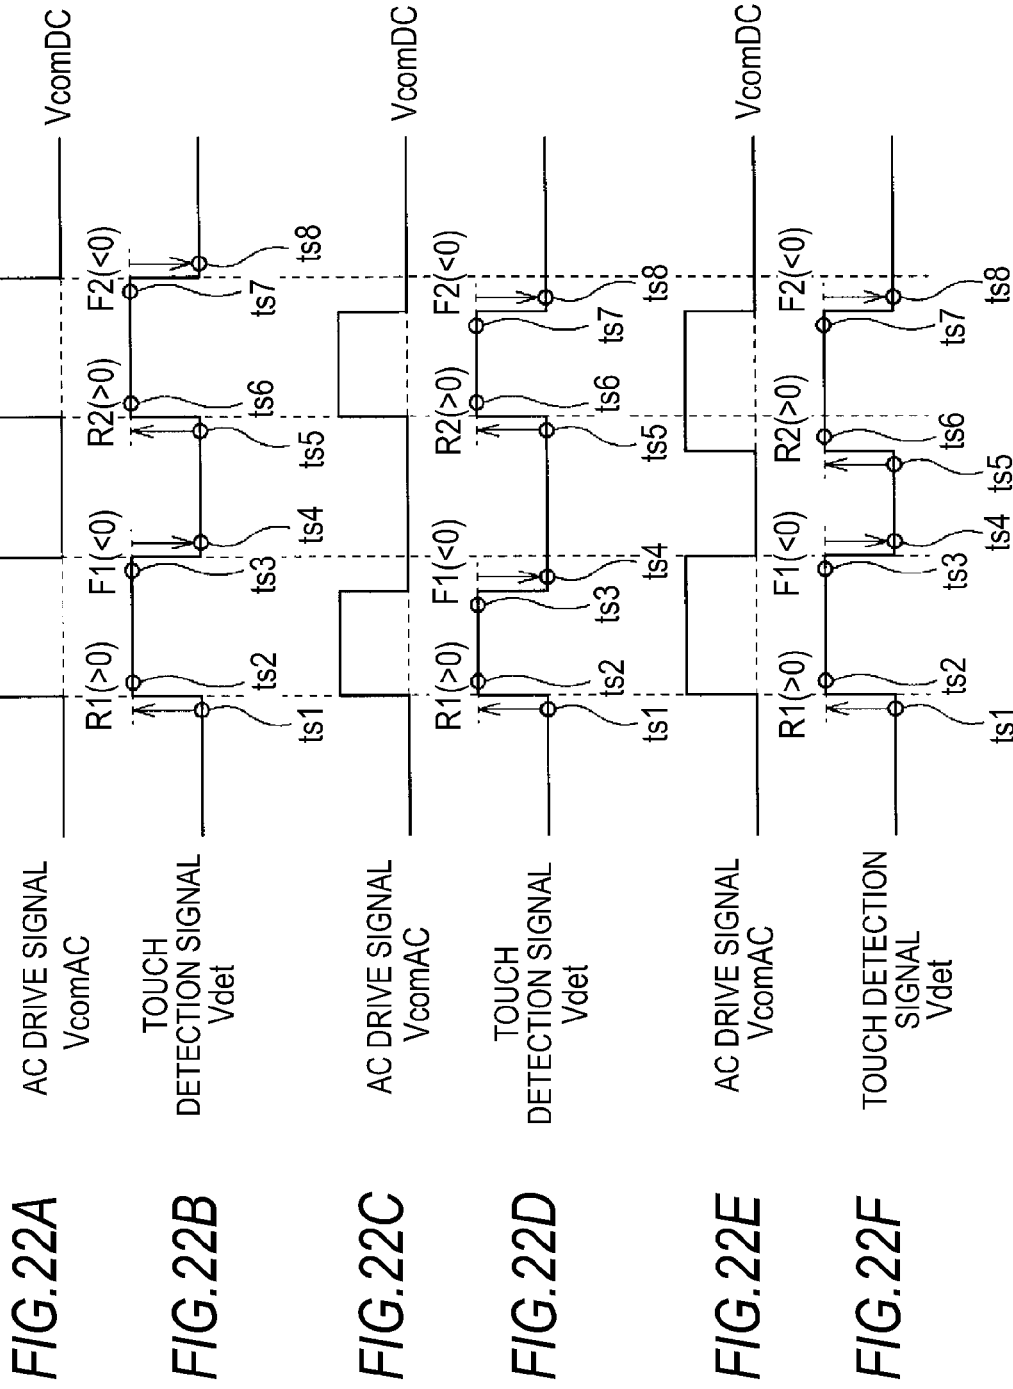 FIG.22A
AC DRIVE SIGNAL
VcomAC
VcomDC
FIG.22B
TOUCH
DETECTION SIGNAL
Vdet
R1(>0)
F1(<0)
R2(>0)
F2(<0)
ts1
ts2
ts3
ts4
ts5
ts6
ts7
ts8
FIG.22C
AC DRIVE SIGNAL
VcomAC
VcomDC
FIG.22D
TOUCH
DETECTION SIGNAL
Vdet
R1(>0)
F1(<0)
R2(>0)
F2(<0)
ts1
ts2
ts3
ts4
ts5
ts6
ts7
ts8
FIG.22E
AC DRIVE SIGNAL
VcomAC
VcomDC
FIG.22F
TOUCH DETECTION
SIGNAL
Vdet
R1(>0)
F1(<0)
R2(>0)
F2(<0)
ts1
ts2
ts3
ts4
ts5
ts6
ts7
ts8